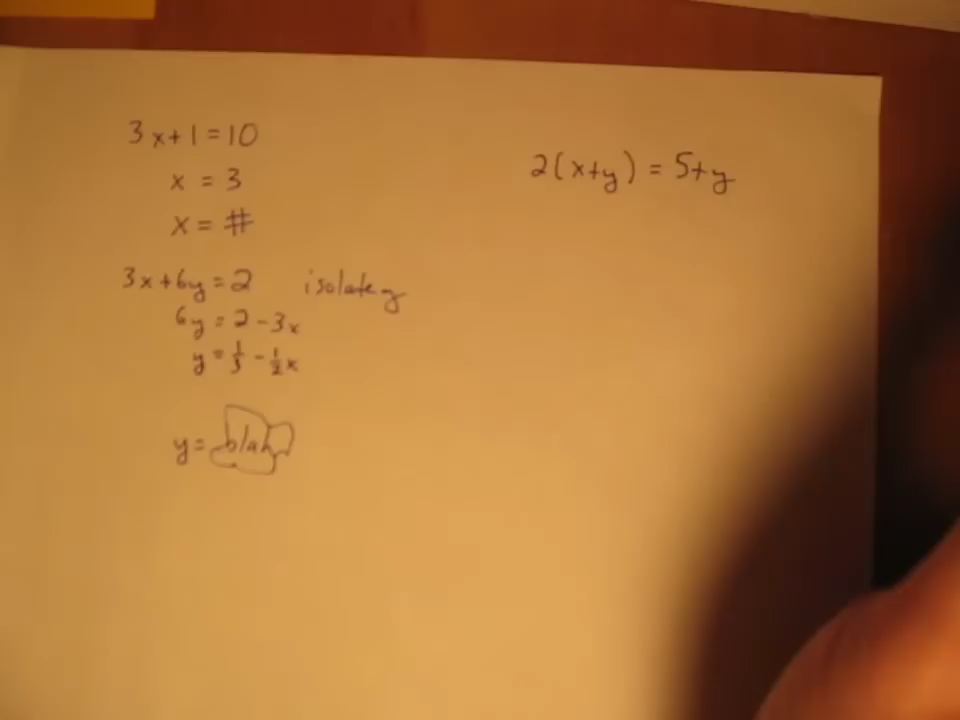 3x+1=10
x = 3
x = #
3x+6y=2 isolate y
6y = 2-3x
y = 1/3 - 1/2x
y = blah
2(x+y) = 5+y